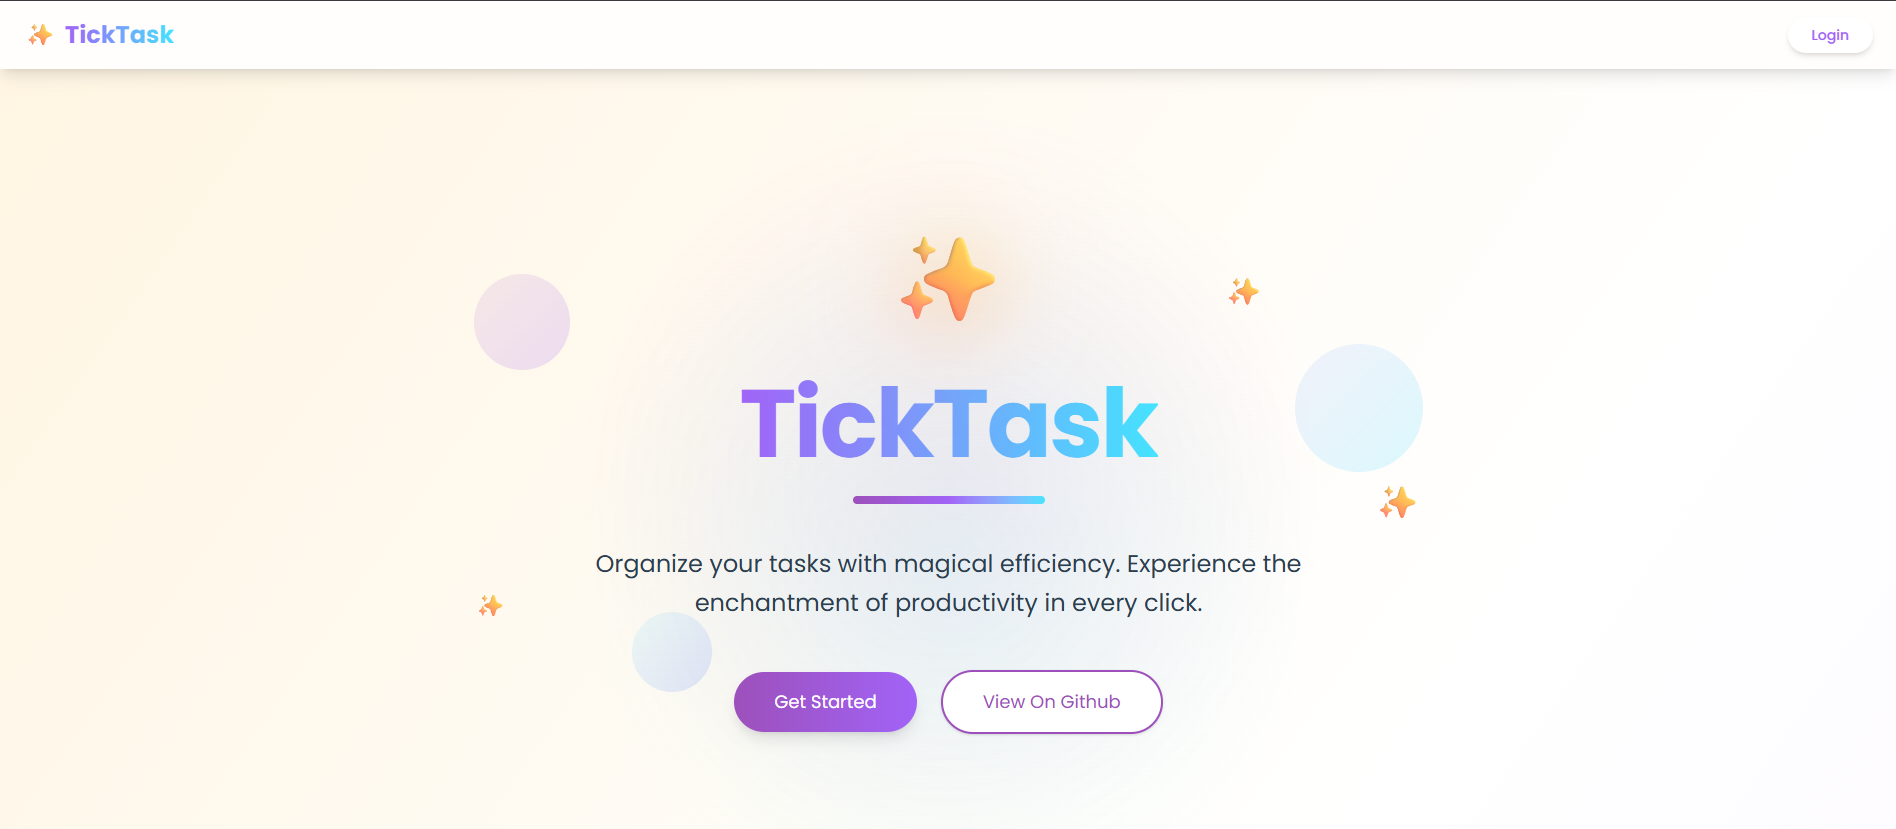 TickTask
Login
TickTask
Organize your tasks with magical efficiency. Experience the
enchantment of productivity in every click.
Get Started
View On Github